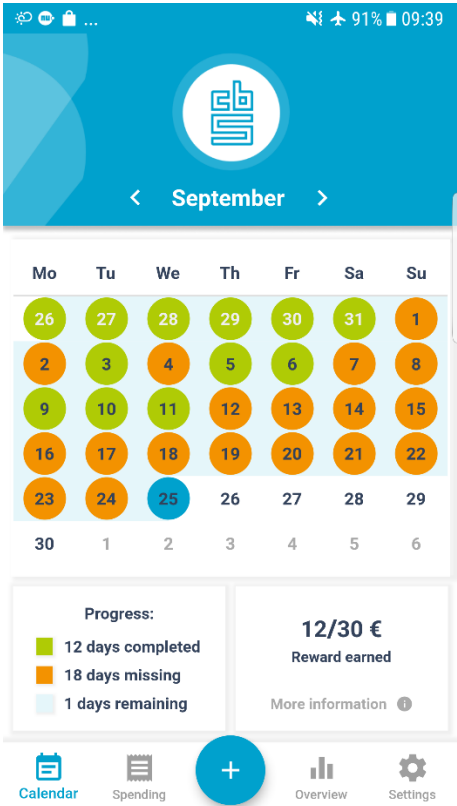 ... 91% 09:39
cbs
September
Mo Tu We Th Fr Sa Su
26 27 28 29 30 31 1
2 3 4 5 6 7 8
9 10 11 12 13 14 15
16 17 18 19 20 21 22
23 24 25 26 27 28 29
30 1 2 3 4 5 6
Progress:
12 days completed
18 days missing
1 days remaining
12/30 €
Reward earned
More information
Calendar Spending + Overview Settings